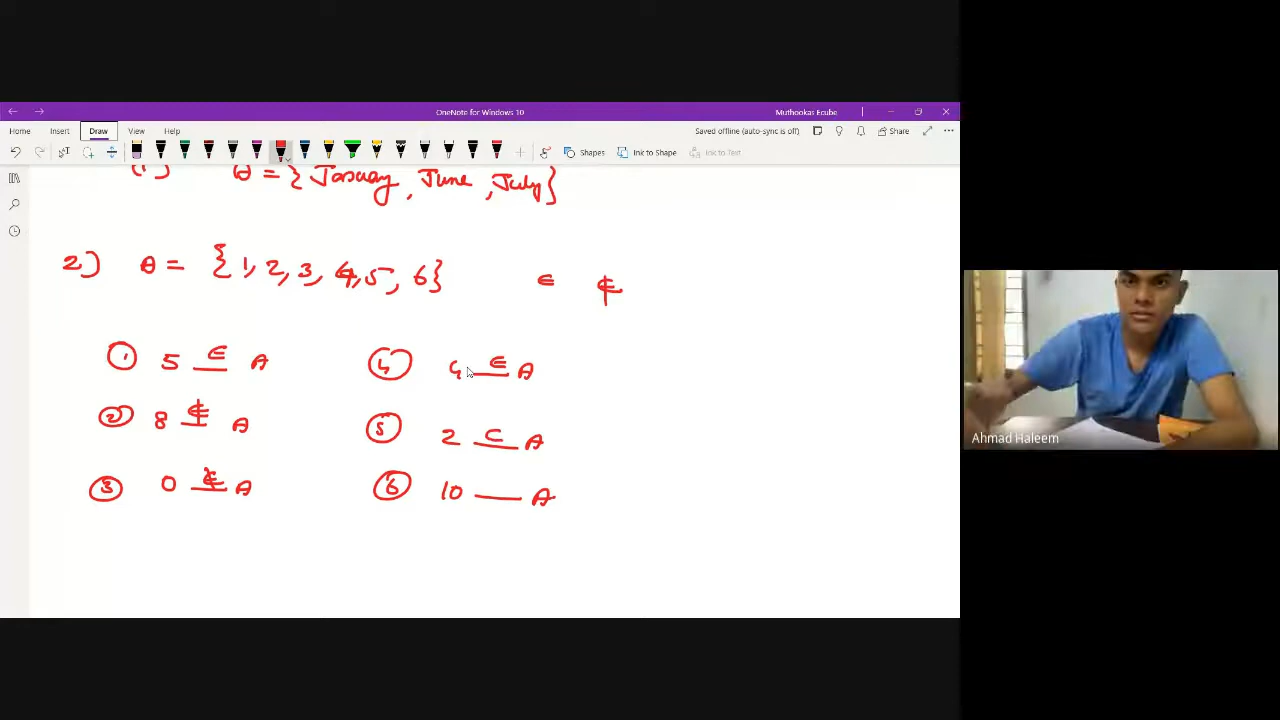 OneNote for Windows 10 Muthookas Ecube
Home Insert Draw View Help Saved offline (auto-sync is off) Share
Shapes Ink to Shape Ink to Text
(1) A = {January, June, July}
2) A = {1, 2, 3, 4, 5, 6} ∈ ∉
① 5 ∈ A ④ 4 ∈ A
② 8 ∉ A ⑤ 2 ⊂ A
③ 0 ∉ A ⑥ 10 __ A
Ahmad Haleem